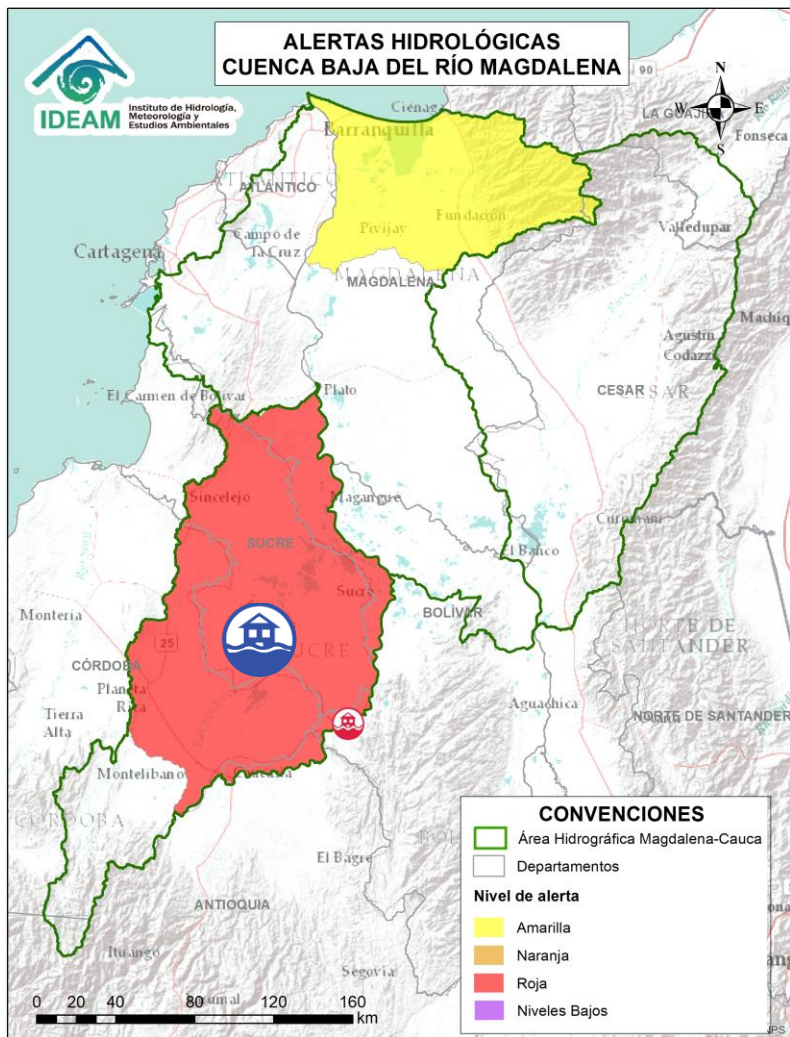 ALERTAS HIDROLÓGICAS
CUENCA BAJA DEL RÍO MAGDALENA
IDEAM
Instituto de Hidrología,
Meteorología y
Estudios Ambientales
N
W
E
S
90
Ciénaga
LA GUAJIRA
Barranquilla
Fonseca
ATLÁNTICO
Fundación
Pivijay
Campo de
la Cruz
Valledupar
Cartagena
MAGDALENA
MAGDALENA
Machiq
Agustín
Codazzi
El Carmen de Bolívar
Plato
CESAR
CESAR
Sincelejo
Magangué
Curumaní
SUCRE
El Banco
Sucre
Montería
BOLÍVAR
NORTE DE
SANTANDER
25
SUCRE
CÓRDOBA
Planeta
Rica
Aguachica
Tierra
Alta
NORTE DE SANTANDER
Montelíbano
CÓRDOBA
El Bagre
ANTIOQUIA
Ituango
Segovia
CONVENCIONES
Área Hidrográfica Magdalena-Cauca
Departamentos
Nivel de alerta
Amarilla
Naranja
Roja
Niveles Bajos
0 20 40 80 120 160
km